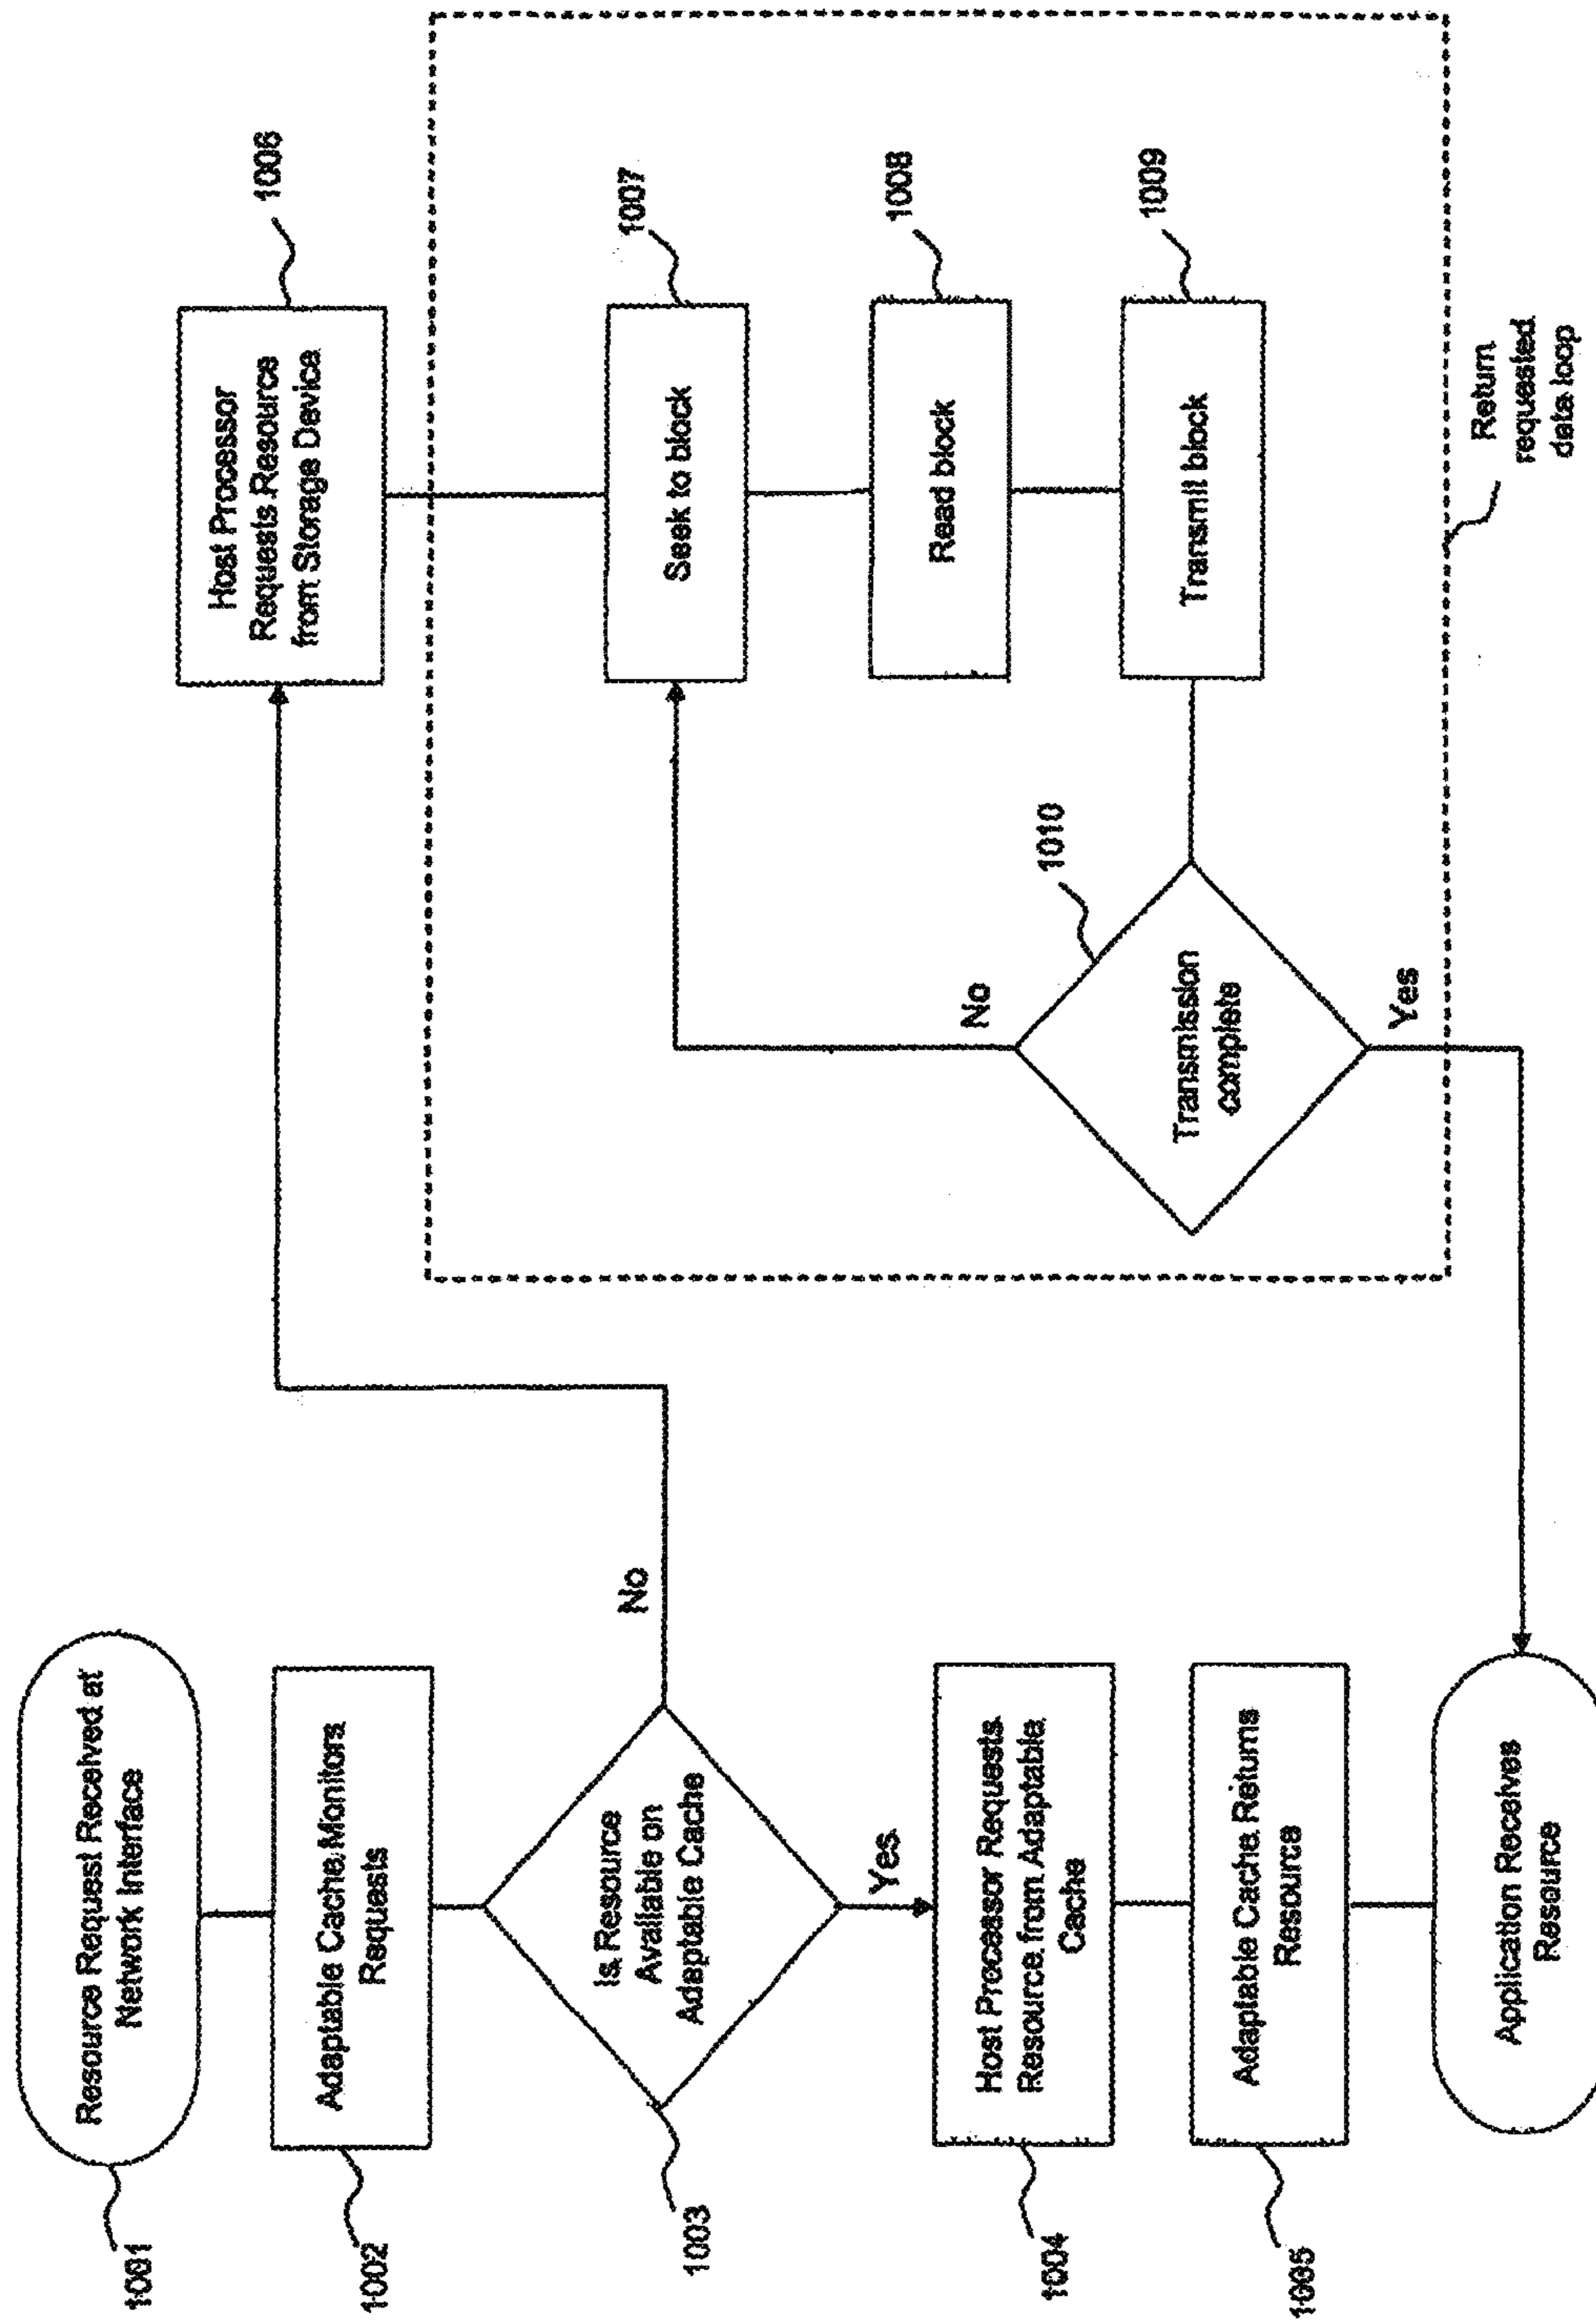 1001
Resource Request Received at
Network Interface
1002
Adaptable Cache Monitors
Requests
1003
Is Resource
Available on
Adaptable Cache
No
Yes
1004
Host Processor Requests
Resource from Adaptable
Cache
1005
Adaptable Cache Returns
Resource
Application Receives
Resource
1006
Host Processor
Requests Resource
from Storage Device
1007
Seek to block
1008
Read block
1009
Transmit block
1010
Transmission
complete
No
Yes
Return
requested
data loop